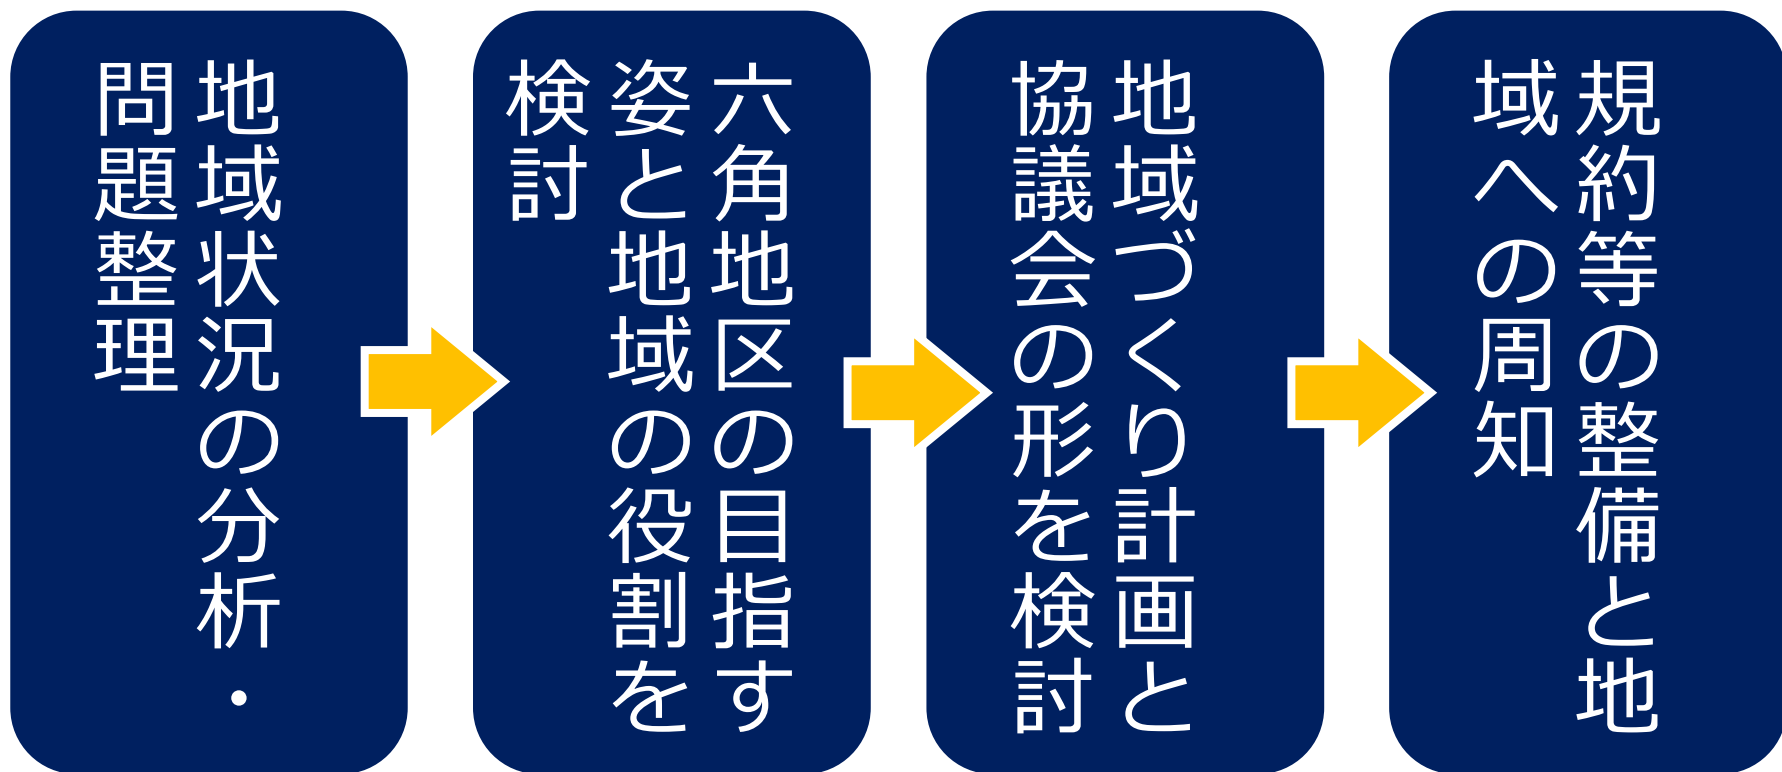 地域状況の分析・
問題整理
六角地区の目指す
姿と地域の役割を
検討
地域づくり計画と
協議会の形を検討
規約等の整備と地
域への周知